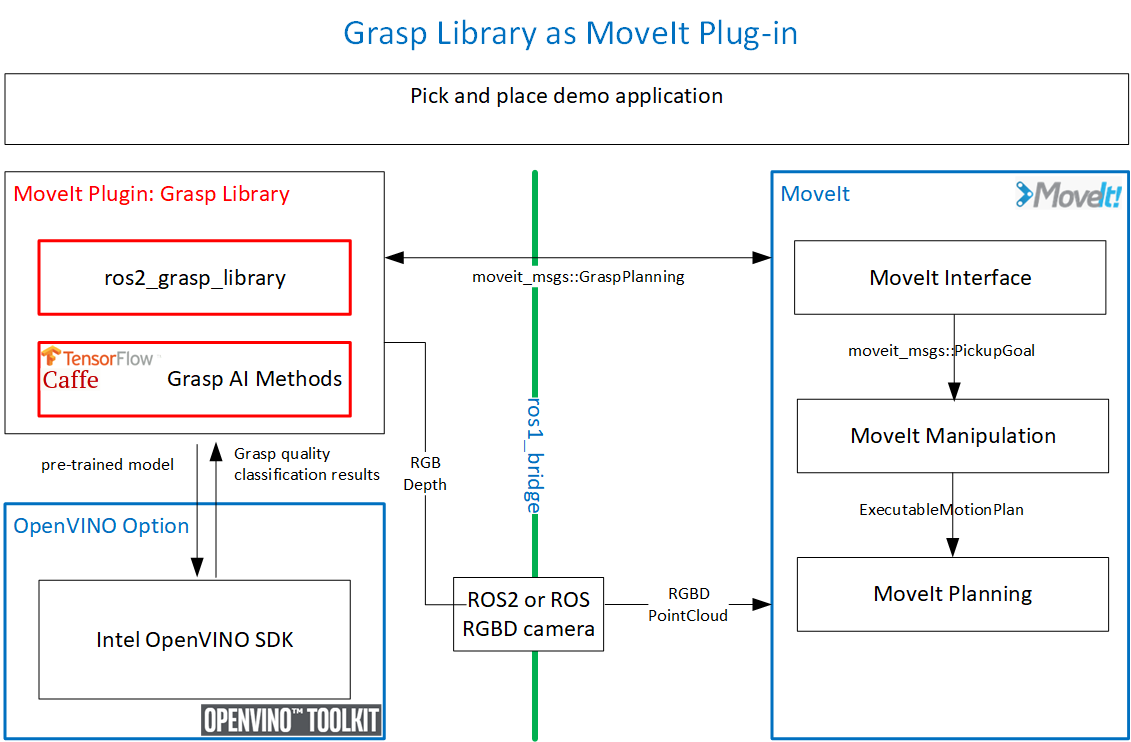 Grasp Library as MoveIt Plug-in
Pick and place demo application
MoveIt Plugin: Grasp Library
ros2_grasp_library
TensorFlow™
Caffe
Grasp AI Methods
pre-trained model
Grasp quality
classification results
OpenVINO Option
Intel OpenVINO SDK
OPENVINO™ TOOLKIT
RGB
Depth
moveit_msgs::GraspPlanning
ros1_bridge
ROS2 or ROS
RGBD camera
RGBD
PointCloud
MoveIt
MoveIt!
MoveIt Interface
moveit_msgs::PickupGoal
MoveIt Manipulation
ExecutableMotionPlan
MoveIt Planning